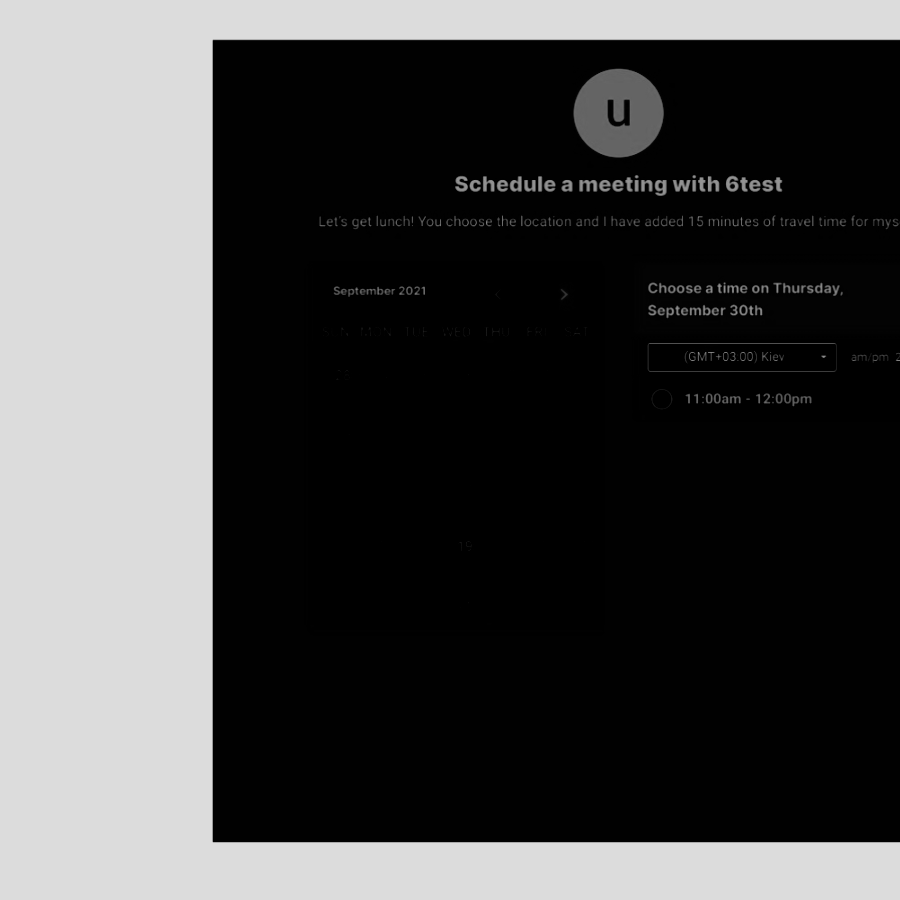 u
Schedule a meeting with 6test
Let's get lunch! You choose the location and I have added 15 minutes of travel time for mys
September 2021
SUN MON TUE WED THU FRI SAT
Choose a time on Thursday,
September 30th
(GMT+03:00) Kiev
am/pm 2
11:00am - 12:00pm